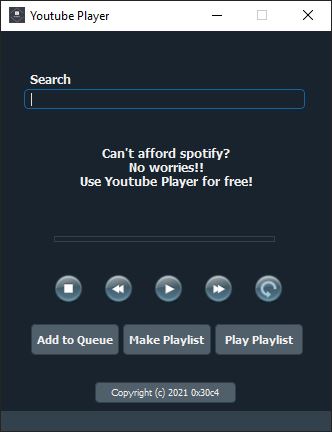 Youtube Player
Search
Can't afford spotify?
No worries!!
Use Youtube Player for free!
Add to Queue
Make Playlist
Play Playlist
Copyright (c) 2021 0x30c4